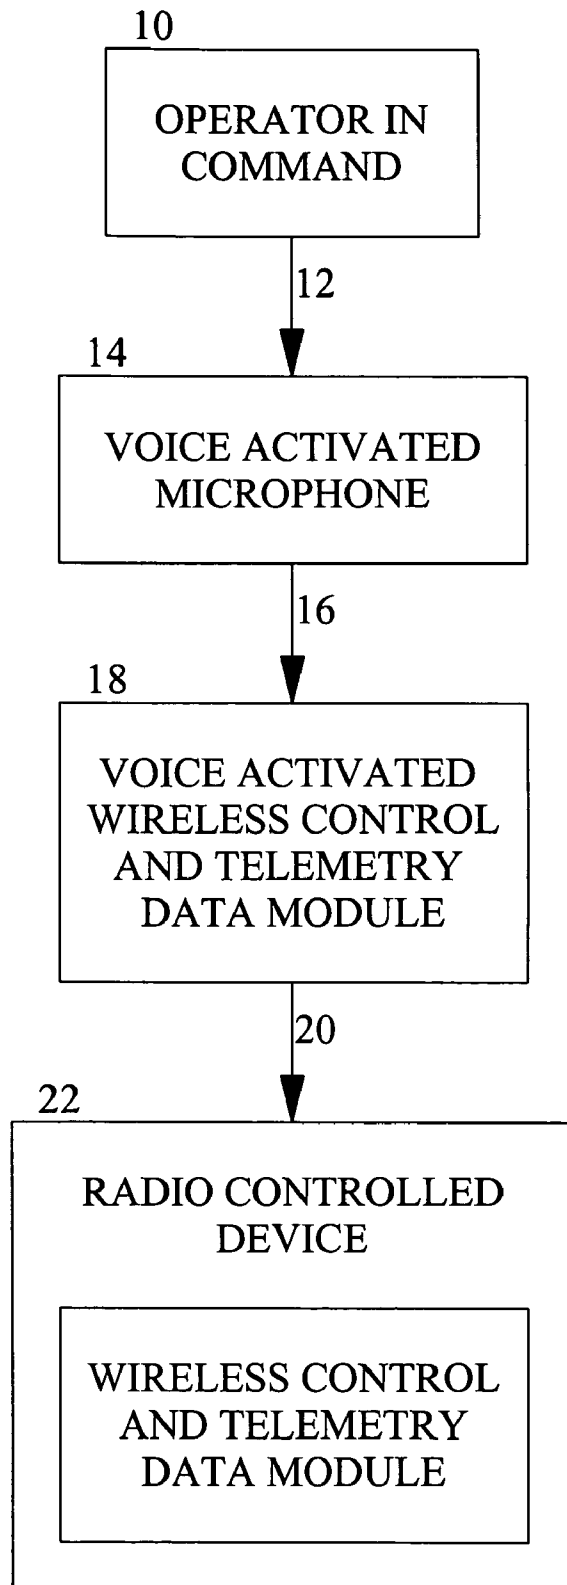 10
OPERATOR IN
COMMAND
12
14
VOICE ACTIVATED
MICROPHONE
16
18
VOICE ACTIVATED
WIRELESS CONTROL
AND TELEMETRY
DATA MODULE
20
22
RADIO CONTROLLED
DEVICE
WIRELESS CONTROL
AND TELEMETRY
DATA MODULE